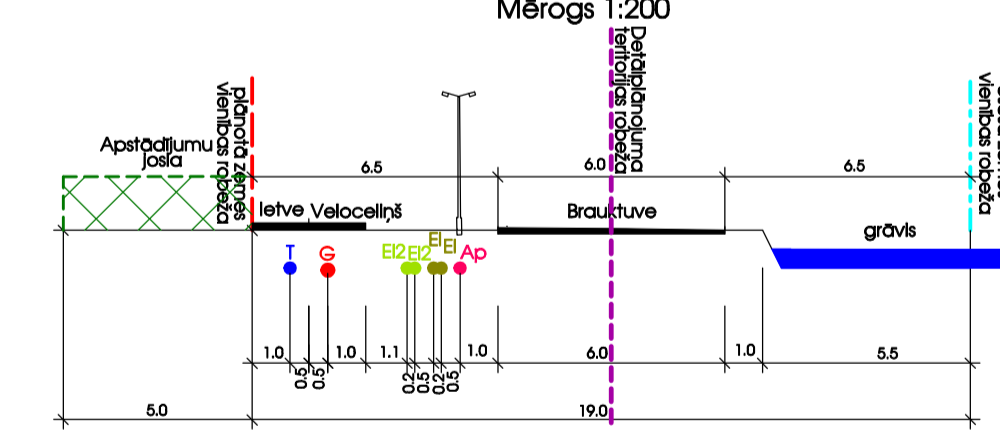 Mērogs 1:200
Detālplānojuma
teritorijas robeža
plānotā zemes
vienības robeža
vienības robeža
Apstādījumu
josla
6.5
6.0
6.5
Ietve Veloceliņš
Brauktuve
grāvis
T
G
El2
El2
El
El
Ap
1.0
0.5
0.5
1.0
1.1
0.2
0.5
0.2
0.5
1.0
6.0
1.0
5.5
5.0
19.0